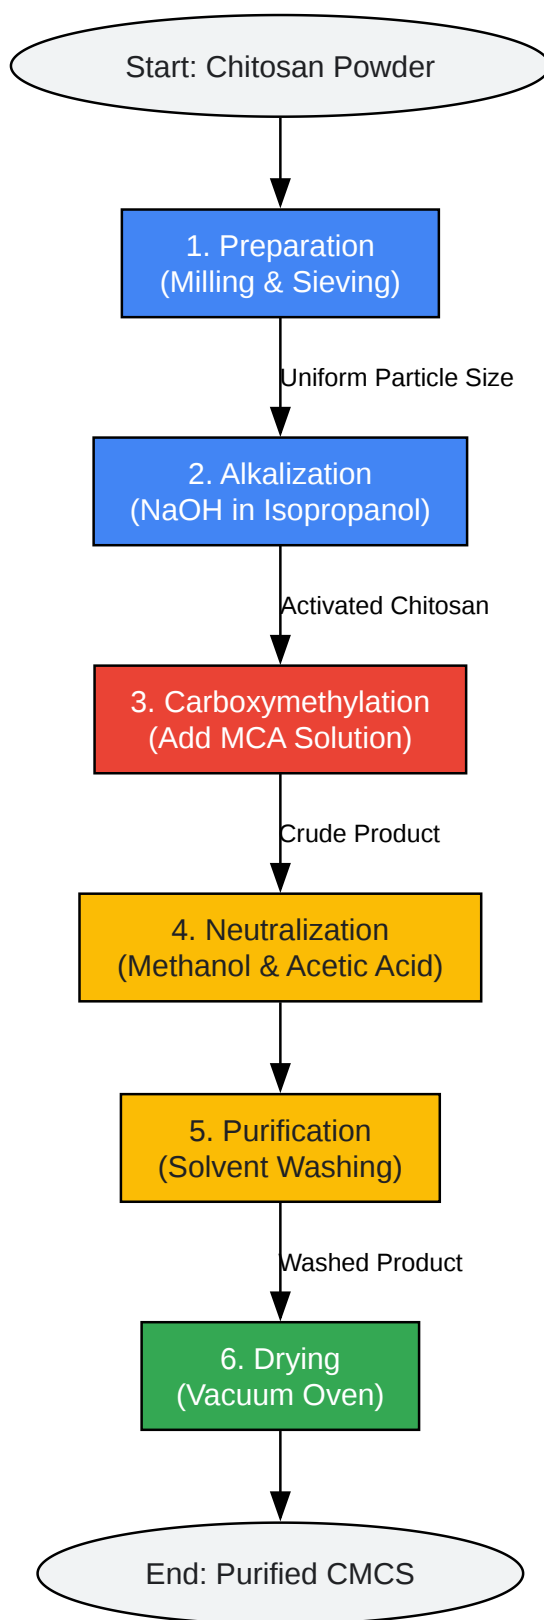 Start: Chitosan Powder
1. Preparation
(Milling & Sieving)
Uniform Particle Size
2. Alkalization
(NaOH in Isopropanol)
Activated Chitosan
3. Carboxymethylation
(Add MCA Solution)
Crude Product
4. Neutralization
(Methanol & Acetic Acid)
5. Purification
(Solvent Washing)
Washed Product
6. Drying
(Vacuum Oven)
End: Purified CMCS